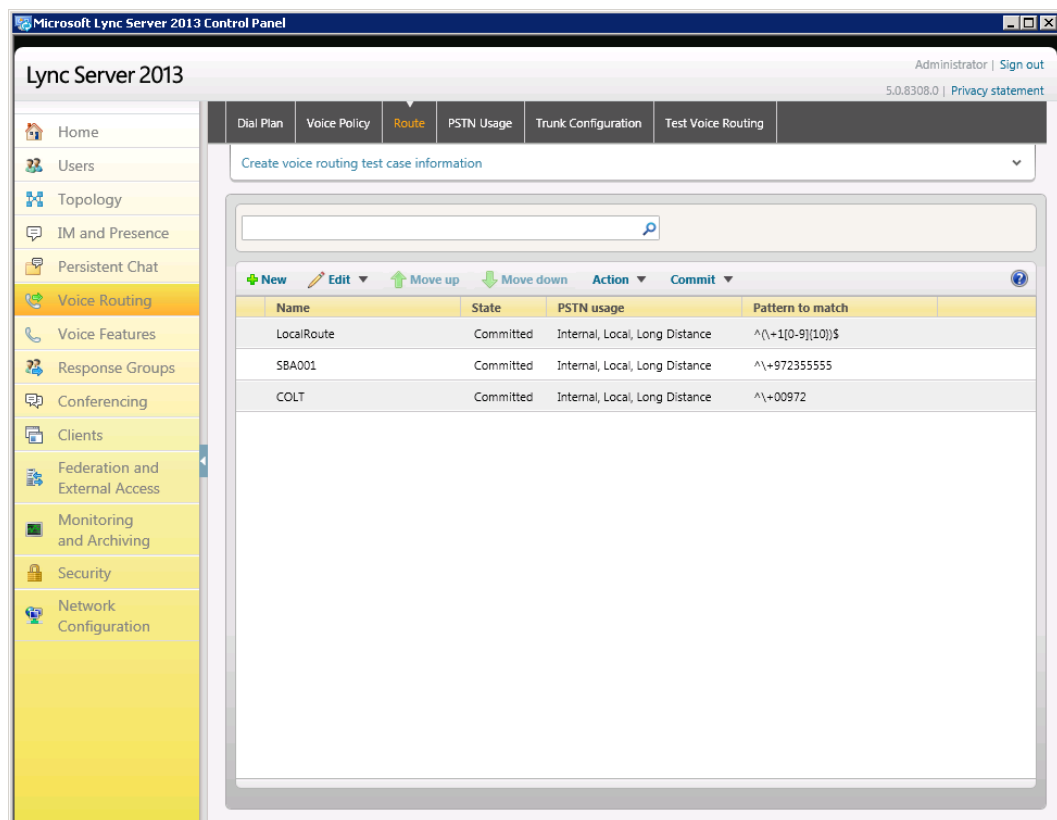 Microsoft Lync Server 2013 Control Panel
Lync Server 2013
Administrator | Sign out
5.0.8308.0 | Privacy statement
Home
Users
Topology
IM and Presence
Persistent Chat
Voice Routing
Voice Features
Response Groups
Conferencing
Clients
Federation and
External Access
Monitoring
and Archiving
Security
Network
Configuration
Dial Plan Voice Policy Route PSTN Usage Trunk Configuration Test Voice Routing
Create voice routing test case information
New Edit Move up Move down Action Commit
Name State PSTN usage Pattern to match
LocalRoute Committed Internal, Local, Long Distance ^(\+1[0-9]{10})$
SBA001 Committed Internal, Local, Long Distance ^\+972355555
COLT Committed Internal, Local, Long Distance ^\+00972